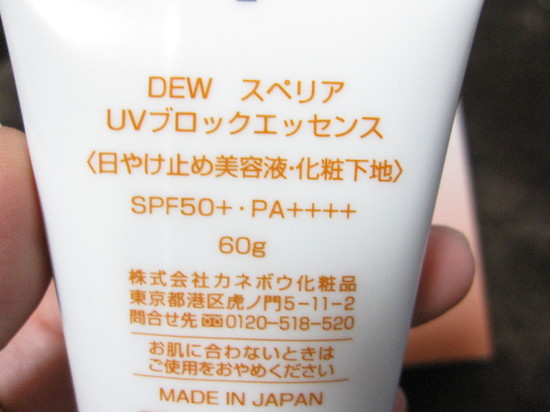 DEW スペリア
UVブロックエッセンス
〈日やけ止め美容液・化粧下地〉
SPF50+・PA++++
60g
株式会社カネボウ化粧品
東京都港区虎ノ門5-11-2
問合せ先 0120-518-520
お肌に合わないときは
ご使用をおやめください
MADE IN JAPAN